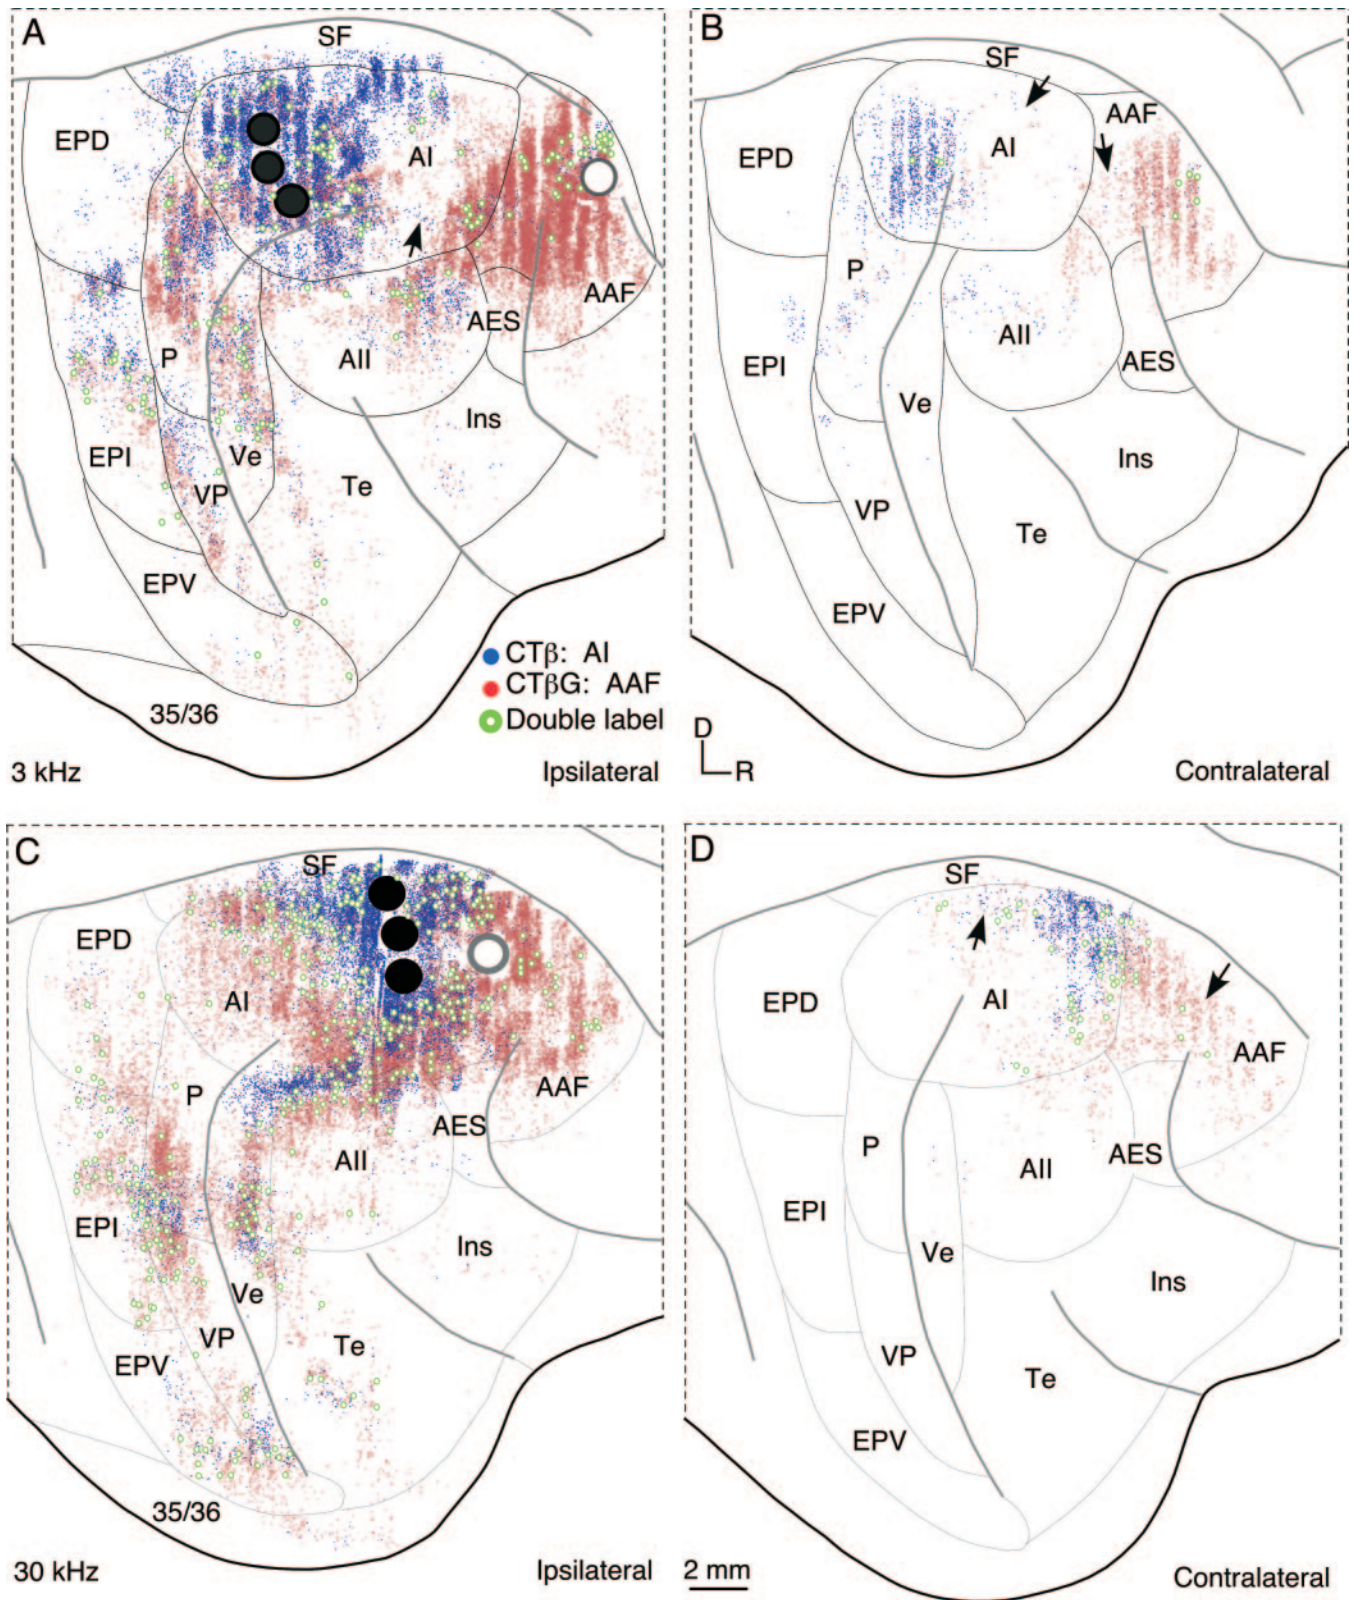 A
SF
EPD
AI
AAF
AES
P
AII
Ins
EPI
Ve
VP
Te
EPV
CTβ: AI
CTβG: AAF
Double label
35/36
3 kHz
Ipsilateral
B
SF
AAF
EPD
AI
P
AII
AES
EPI
Ve
Ins
VP
Te
EPV
D
R
Contralateral
C
SF
EPD
AI
P
AAF
AES
AII
EPI
Ins
Ve
VP
Te
EPV
35/36
30 kHz
Ipsilateral
D
SF
EPD
AI
AAF
P
AII
AES
EPI
Ve
Ins
VP
Te
EPV
2 mm
Contralateral